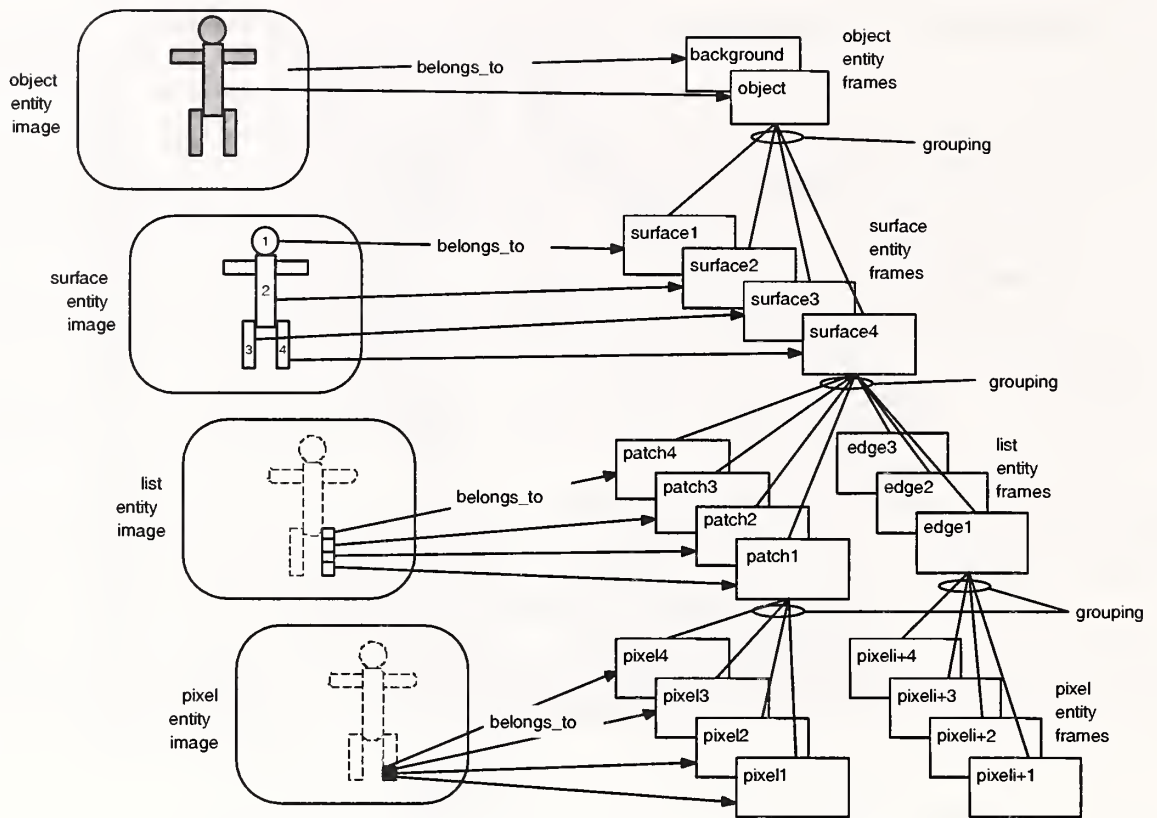 object
entity
image
belongs_to
background
object
object
entity
frames
grouping
surface
entity
image
1
2
3
4
belongs_to
surface1
surface2
surface3
surface4
surface
entity
frames
grouping
list
entity
image
belongs_to
patch4
patch3
patch2
patch1
edge3
edge2
edge1
list
entity
frames
grouping
pixel
entity
image
belongs_to
pixel4
pixel3
pixel2
pixel1
pixeli+4
pixeli+3
pixeli+2
pixeli+1
pixel
entity
frames